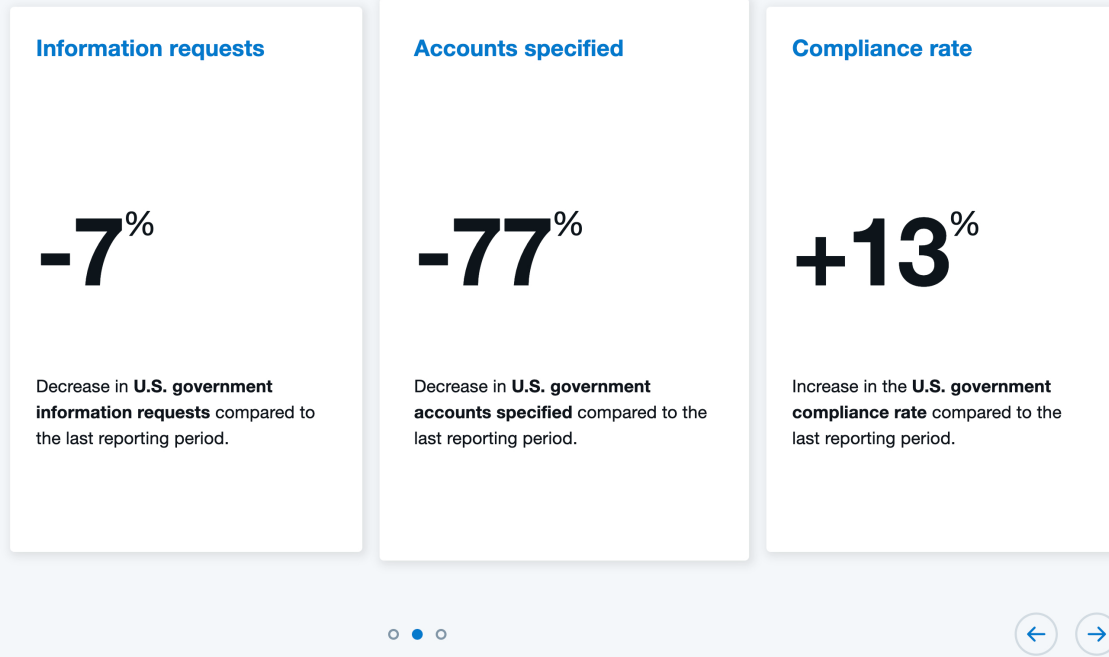 Information requests
-7%
Decrease in U.S. government
information requests compared to
the last reporting period.
Accounts specified
-77%
Decrease in U.S. government
accounts specified compared to the
last reporting period.
Compliance rate
+13%
Increase in the U.S. government
compliance rate compared to the
last reporting period.